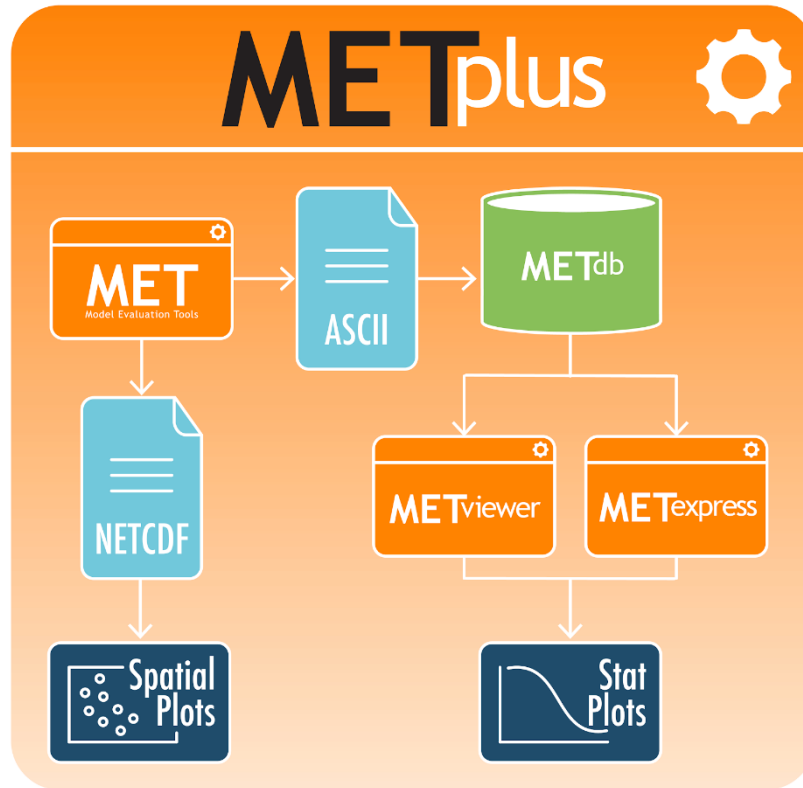 METplus
MET
Model Evaluation Tools
ASCII
METdb
NETCDF
METviewer
METexpress
Spatial
Plots
Stat
Plots